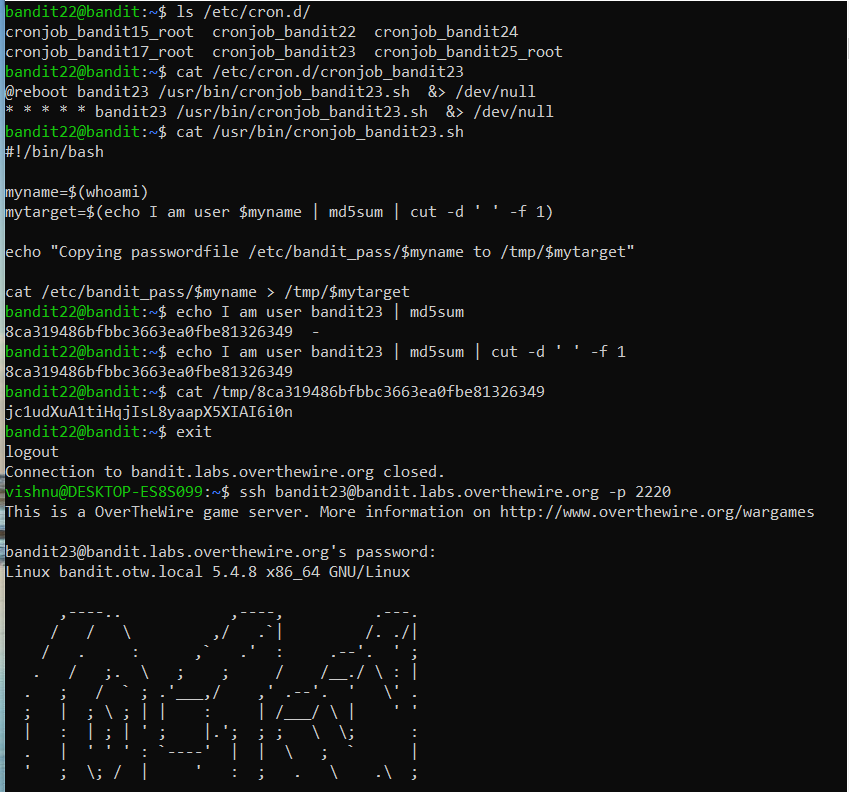 bandit22@bandit:~$ ls /etc/cron.d/
cronjob_bandit15_root  cronjob_bandit22  cronjob_bandit24
cronjob_bandit17_root  cronjob_bandit23  cronjob_bandit25_root
bandit22@bandit:~$ cat /etc/cron.d/cronjob_bandit23
@reboot bandit23 /usr/bin/cronjob_bandit23.sh  &> /dev/null
* * * * * bandit23 /usr/bin/cronjob_bandit23.sh  &> /dev/null
bandit22@bandit:~$ cat /usr/bin/cronjob_bandit23.sh
#!/bin/bash

myname=$(whoami)
mytarget=$(echo I am user $myname | md5sum | cut -d ' ' -f 1)

echo "Copying passwordfile /etc/bandit_pass/$myname to /tmp/$mytarget"

cat /etc/bandit_pass/$myname > /tmp/$mytarget
bandit22@bandit:~$ echo I am user bandit23 | md5sum
8ca319486bfbbc3663ea0fbe81326349  -
bandit22@bandit:~$ echo I am user bandit23 | md5sum | cut -d ' ' -f 1
8ca319486bfbbc3663ea0fbe81326349
bandit22@bandit:~$ cat /tmp/8ca319486bfbbc3663ea0fbe81326349
jc1udXuA1tiHqjIsL8yaapX5XIAI6i0n
bandit22@bandit:~$ exit
logout
Connection to bandit.labs.overthewire.org closed.
vishnu@DESKTOP-ES8S099:~$ ssh bandit23@bandit.labs.overthewire.org -p 2220
This is a OverTheWire game server. More information on http://www.overthewire.org/wargames

bandit23@bandit.labs.overthewire.org's password:
Linux bandit.otw.local 5.4.8 x86_64 GNU/Linux